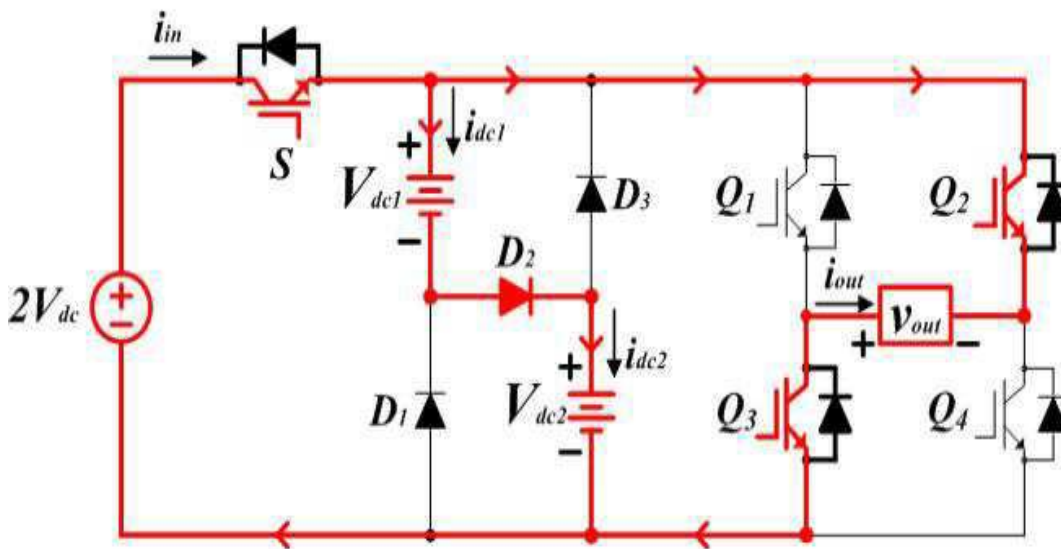 i_in
S
+
i_dc1
V_dc1
-
D_3
Q_1
Q_2
D_2
2V_dc
+
-
i_out
v_out
+
-
+
i_dc2
D_1
V_dc2
-
Q_3
Q_4